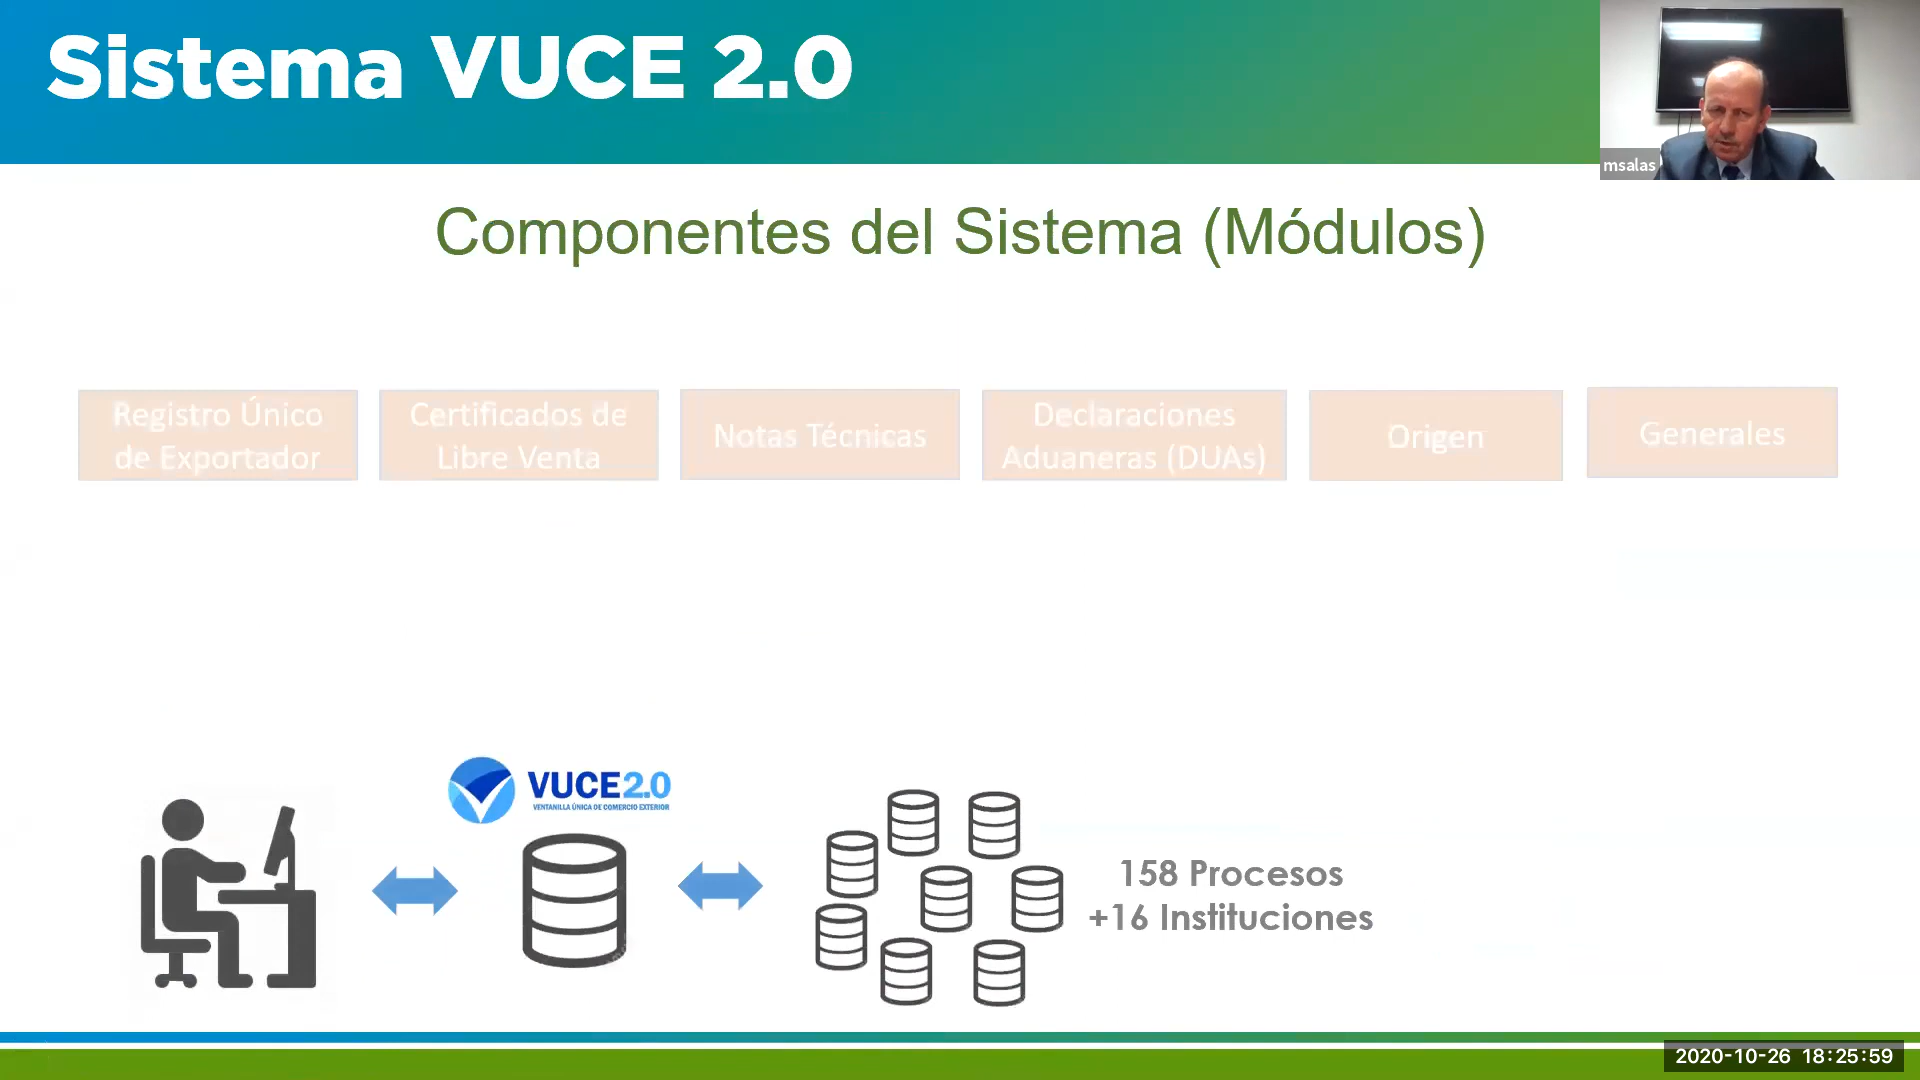 Sistema VUCE 2.0
msalas
Componentes del Sistema (Módulos)
Registro Único
de Exportador
Certificados de
Libre Venta
Notas Técnicas
Declaraciones
Aduaneras (DUAs)
Origen
Generales
VUCE2.0
VENTANILLA ÚNICA DE COMERCIO EXTERIOR
158 Procesos
+16 Instituciones
2020-10-26 18:25:59